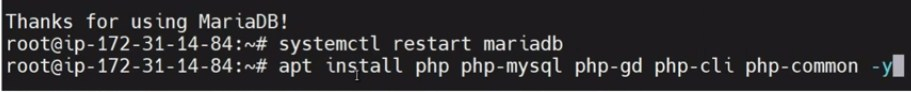 Thanks for using MariaDB!
root@ip-172-31-14-84:~# systemctl restart mariadb
root@ip-172-31-14-84:~# apt install php php-mysql php-gd php-cli php-common -y